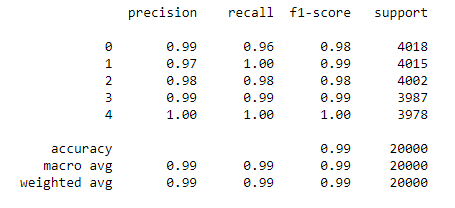 precision recall f1-score support
0 0.99 0.96 0.98 4018
1 0.97 1.00 0.99 4015
2 0.98 0.98 0.98 4002
3 0.99 0.99 0.99 3987
4 1.00 1.00 1.00 3978
accuracy 0.99 20000
macro avg 0.99 0.99 0.99 20000
weighted avg 0.99 0.99 0.99 20000